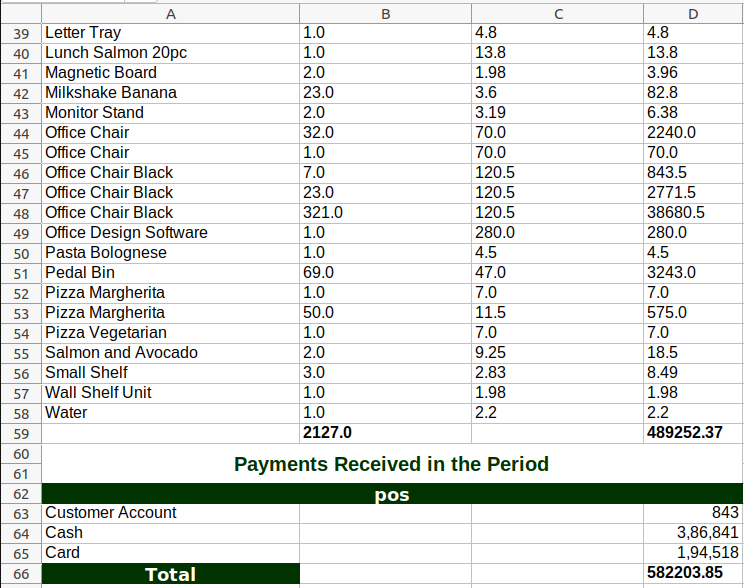 A B C D
39 Letter Tray 1.0 4.8 4.8
40 Lunch Salmon 20pc 1.0 13.8 13.8
41 Magnetic Board 2.0 1.98 3.96
42 Milkshake Banana 23.0 3.6 82.8
43 Monitor Stand 2.0 3.19 6.38
44 Office Chair 32.0 70.0 2240.0
45 Office Chair 1.0 70.0 70.0
46 Office Chair Black 7.0 120.5 843.5
47 Office Chair Black 23.0 120.5 2771.5
48 Office Chair Black 321.0 120.5 38680.5
49 Office Design Software 1.0 280.0 280.0
50 Pasta Bolognese 1.0 4.5 4.5
51 Pedal Bin 69.0 47.0 3243.0
52 Pizza Margherita 1.0 7.0 7.0
53 Pizza Margherita 50.0 11.5 575.0
54 Pizza Vegetarian 1.0 7.0 7.0
55 Salmon and Avocado 2.0 9.25 18.5
56 Small Shelf 3.0 2.83 8.49
57 Wall Shelf Unit 1.0 1.98 1.98
58 Water 1.0 2.2 2.2
59 2127.0 489252.37
60
Payments Received in the Period
61
62 pos
63 Customer Account 843
64 Cash 3,86,841
65 Card 1,94,518
66 Total 582203.85